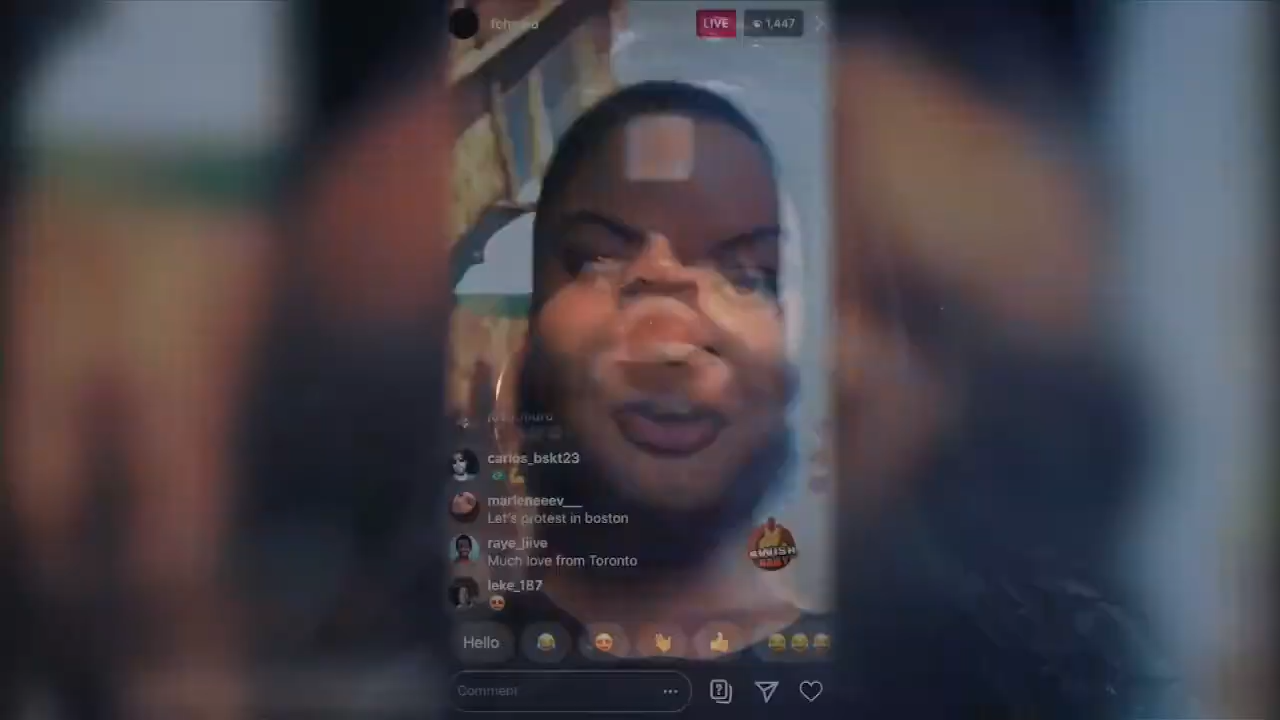 LIVE
1,447
carlos_bskt23
marleneeev__
Let's protest in boston
raye_jiive
Much love from Toronto
leke_187
Hello
Comment